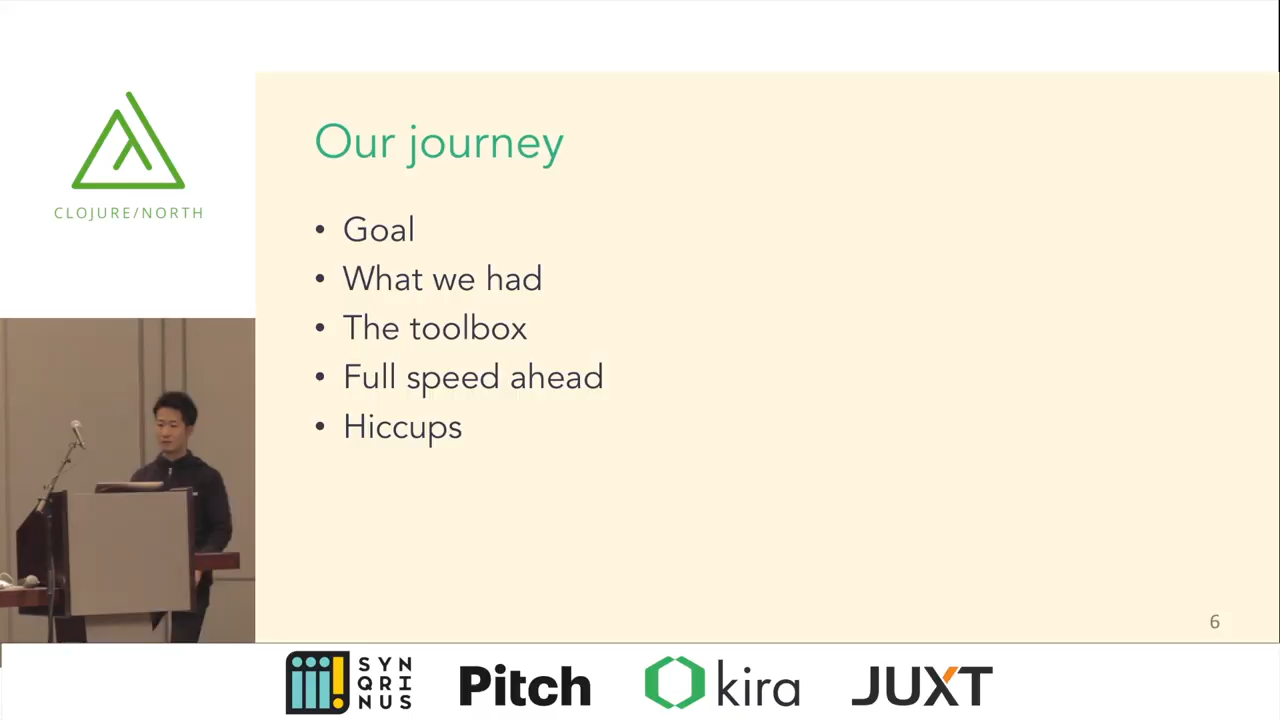 CLOJURE/NORTH
Our journey
• Goal
• What we had
• The toolbox
• Full speed ahead
• Hiccups
6
SYN
QRI
NUS
Pitch
kira
JUXT